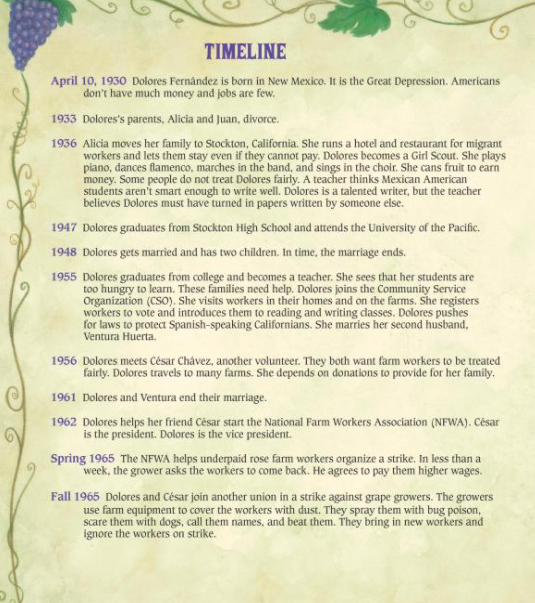 TIMELINE
April 10, 1930 Dolores Fernández is born in New Mexico. It is the Great Depression. Americans
don't have much money and jobs are few.
1933 Dolores's parents, Alicia and Juan, divorce.
1936 Alicia moves her family to Stockton, California. She runs a hotel and restaurant for migrant
workers and lets them stay even if they cannot pay. Dolores becomes a Girl Scout. She plays
piano, dances flamenco, marches in the band, and sings in the choir. She cans fruit to earn
money. Some people do not treat Dolores fairly. A teacher thinks Mexican American
students aren't smart enough to write well. Dolores is a talented writer, but the teacher
believes Dolores must have turned in papers written by someone else.
1947 Dolores graduates from Stockton High School and attends the University of the Pacific.
1948 Dolores gets married and has two children. In time, the marriage ends.
1955 Dolores graduates from college and becomes a teacher. She sees that her students are
too hungry to learn. These families need help. Dolores joins the Community Service
Organization (CSO). She visits workers in their homes and on the farms. She registers
workers to vote and introduces them to reading and writing classes. Dolores pushes
for laws to protect Spanish-speaking Californians. She marries her second husband,
Ventura Huerta.
1956 Dolores meets César Chávez, another volunteer. They both want farm workers to be treated
fairly. Dolores travels to many farms. She depends on donations to provide for her family.
1961 Dolores and Ventura end their marriage.
1962 Dolores helps her friend César start the National Farm Workers Association (NFWA). César
is the president. Dolores is the vice president.
Spring 1965 The NFWA helps underpaid rose farm workers organize a strike. In less than a
week, the grower asks the workers to come back. He agrees to pay them higher wages.
Fall 1965 Dolores and César join another union in a strike against grape growers. The growers
use farm equipment to cover the workers with dust. They spray them with bug poison,
scare them with dogs, call them names, and beat them. They bring in new workers and
ignore the workers on strike.